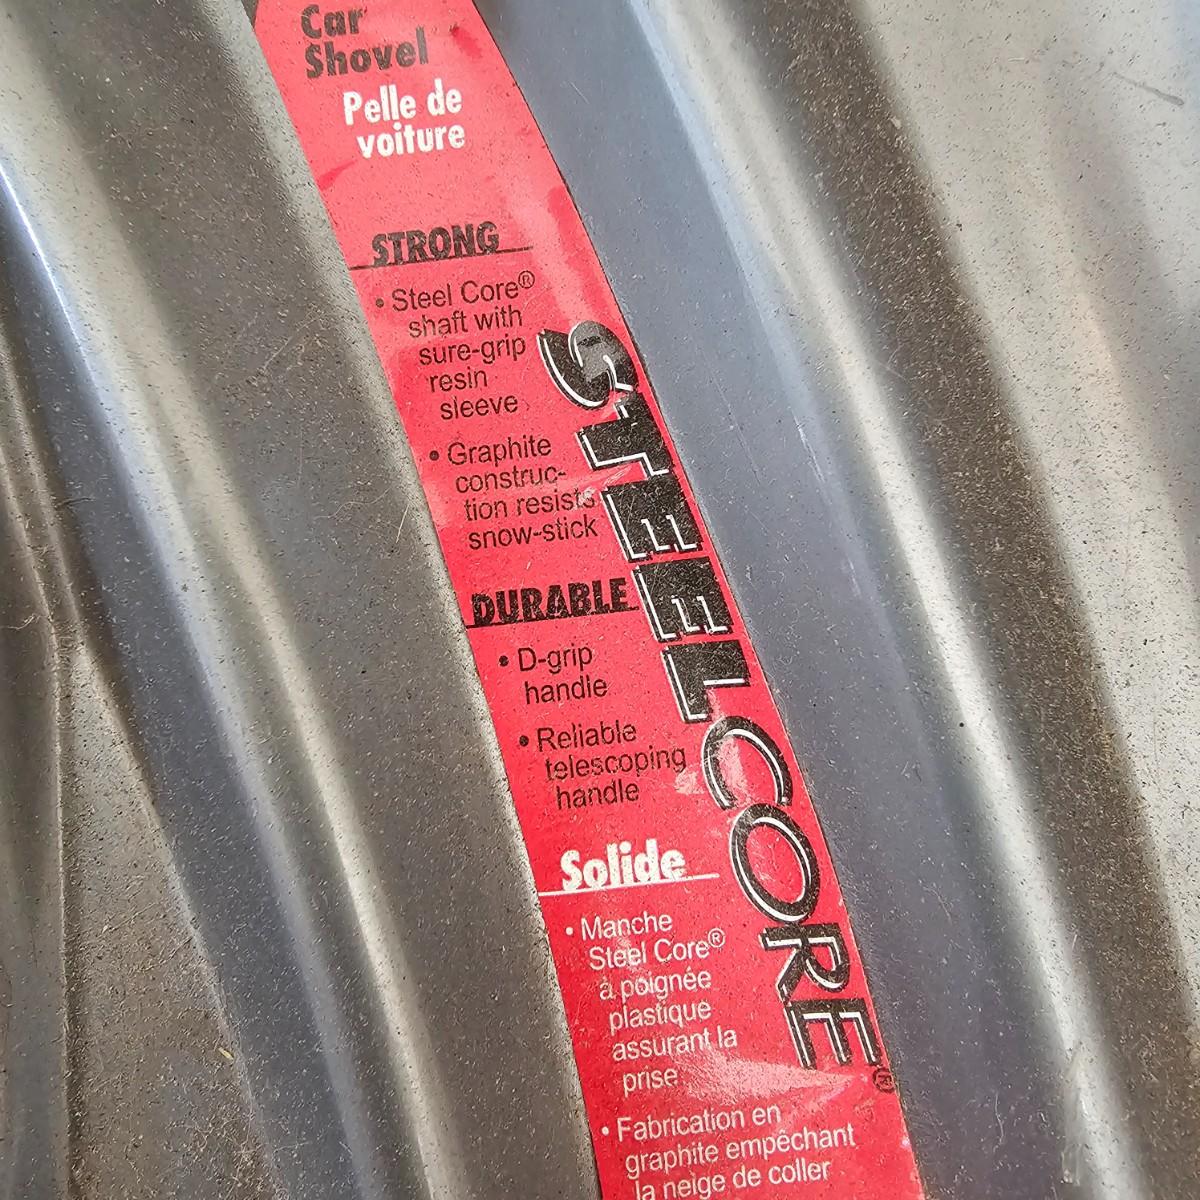 Car
Shovel
Pelle de
voiture
STRONG
• Steel Core®
shaft with
sure-grip
resin
sleeve
• Graphite
construc-
tion resists
snow-stick
DURABLE
• D-grip
handle
• Reliable
telescoping
handle
STEELCORE®
Solide
• Manche
Steel Core®
à poignée
plastique
assurant la
prise
• Fabrication en
graphite empêchant
la neige de coller